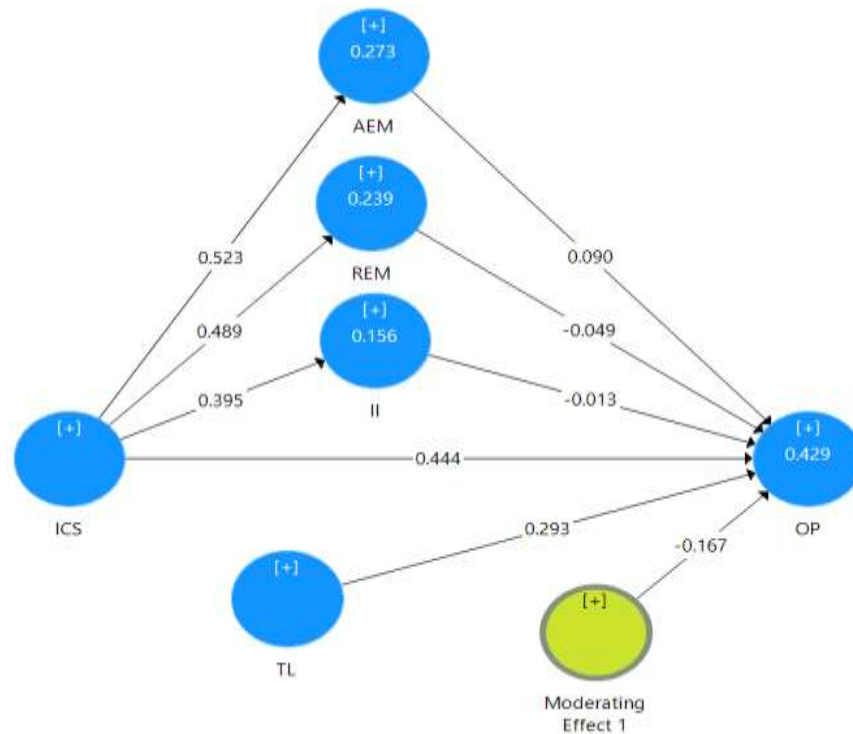 [+]
0.273
AEM
[+]
0.239
REM
[+]
0.156
II
0.523
0.489
0.395
0.090
-0.049
-0.013
[+]
ICS
0.444
[+]
0.429
OP
0.293
-0.167
[+]
TL
[+]
Moderating
Effect 1